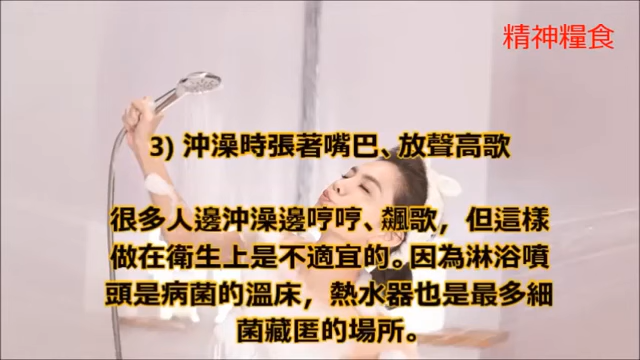 精神糧食
3) 沖澡時張著嘴巴、放聲高歌
很多人邊沖澡邊哼哼、飆歌，但這樣
做在衛生上是不適宜的。因為淋浴噴
頭是病菌的溫床，熱水器也是最多細
菌藏匿的場所。